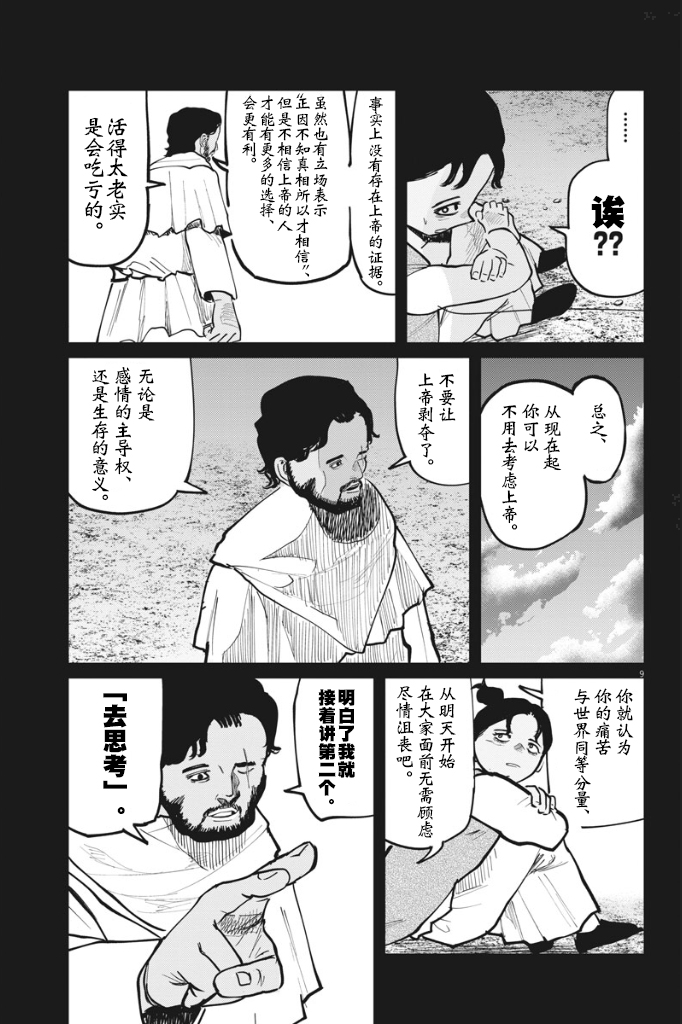 ……
诶??
事实上没有存在上帝的证据。
虽然也有立场表示
“正因不知真相所以才相信”、
但是不相信上帝的人
才能有更多的选择、
会更有利。
活得太老实
是会吃亏的。
总之、
从现在起
你可以
不用去考虑上帝。
不要让
上帝剥夺了。
无论是
感情的主导权、
还是生存的意义。
9
你就认为
你的痛苦
与世界同等分量、
从明天开始
在大家面前无需顾虑
尽情沮丧吧。
明白了我就
接着讲第二个。
「去思考」。